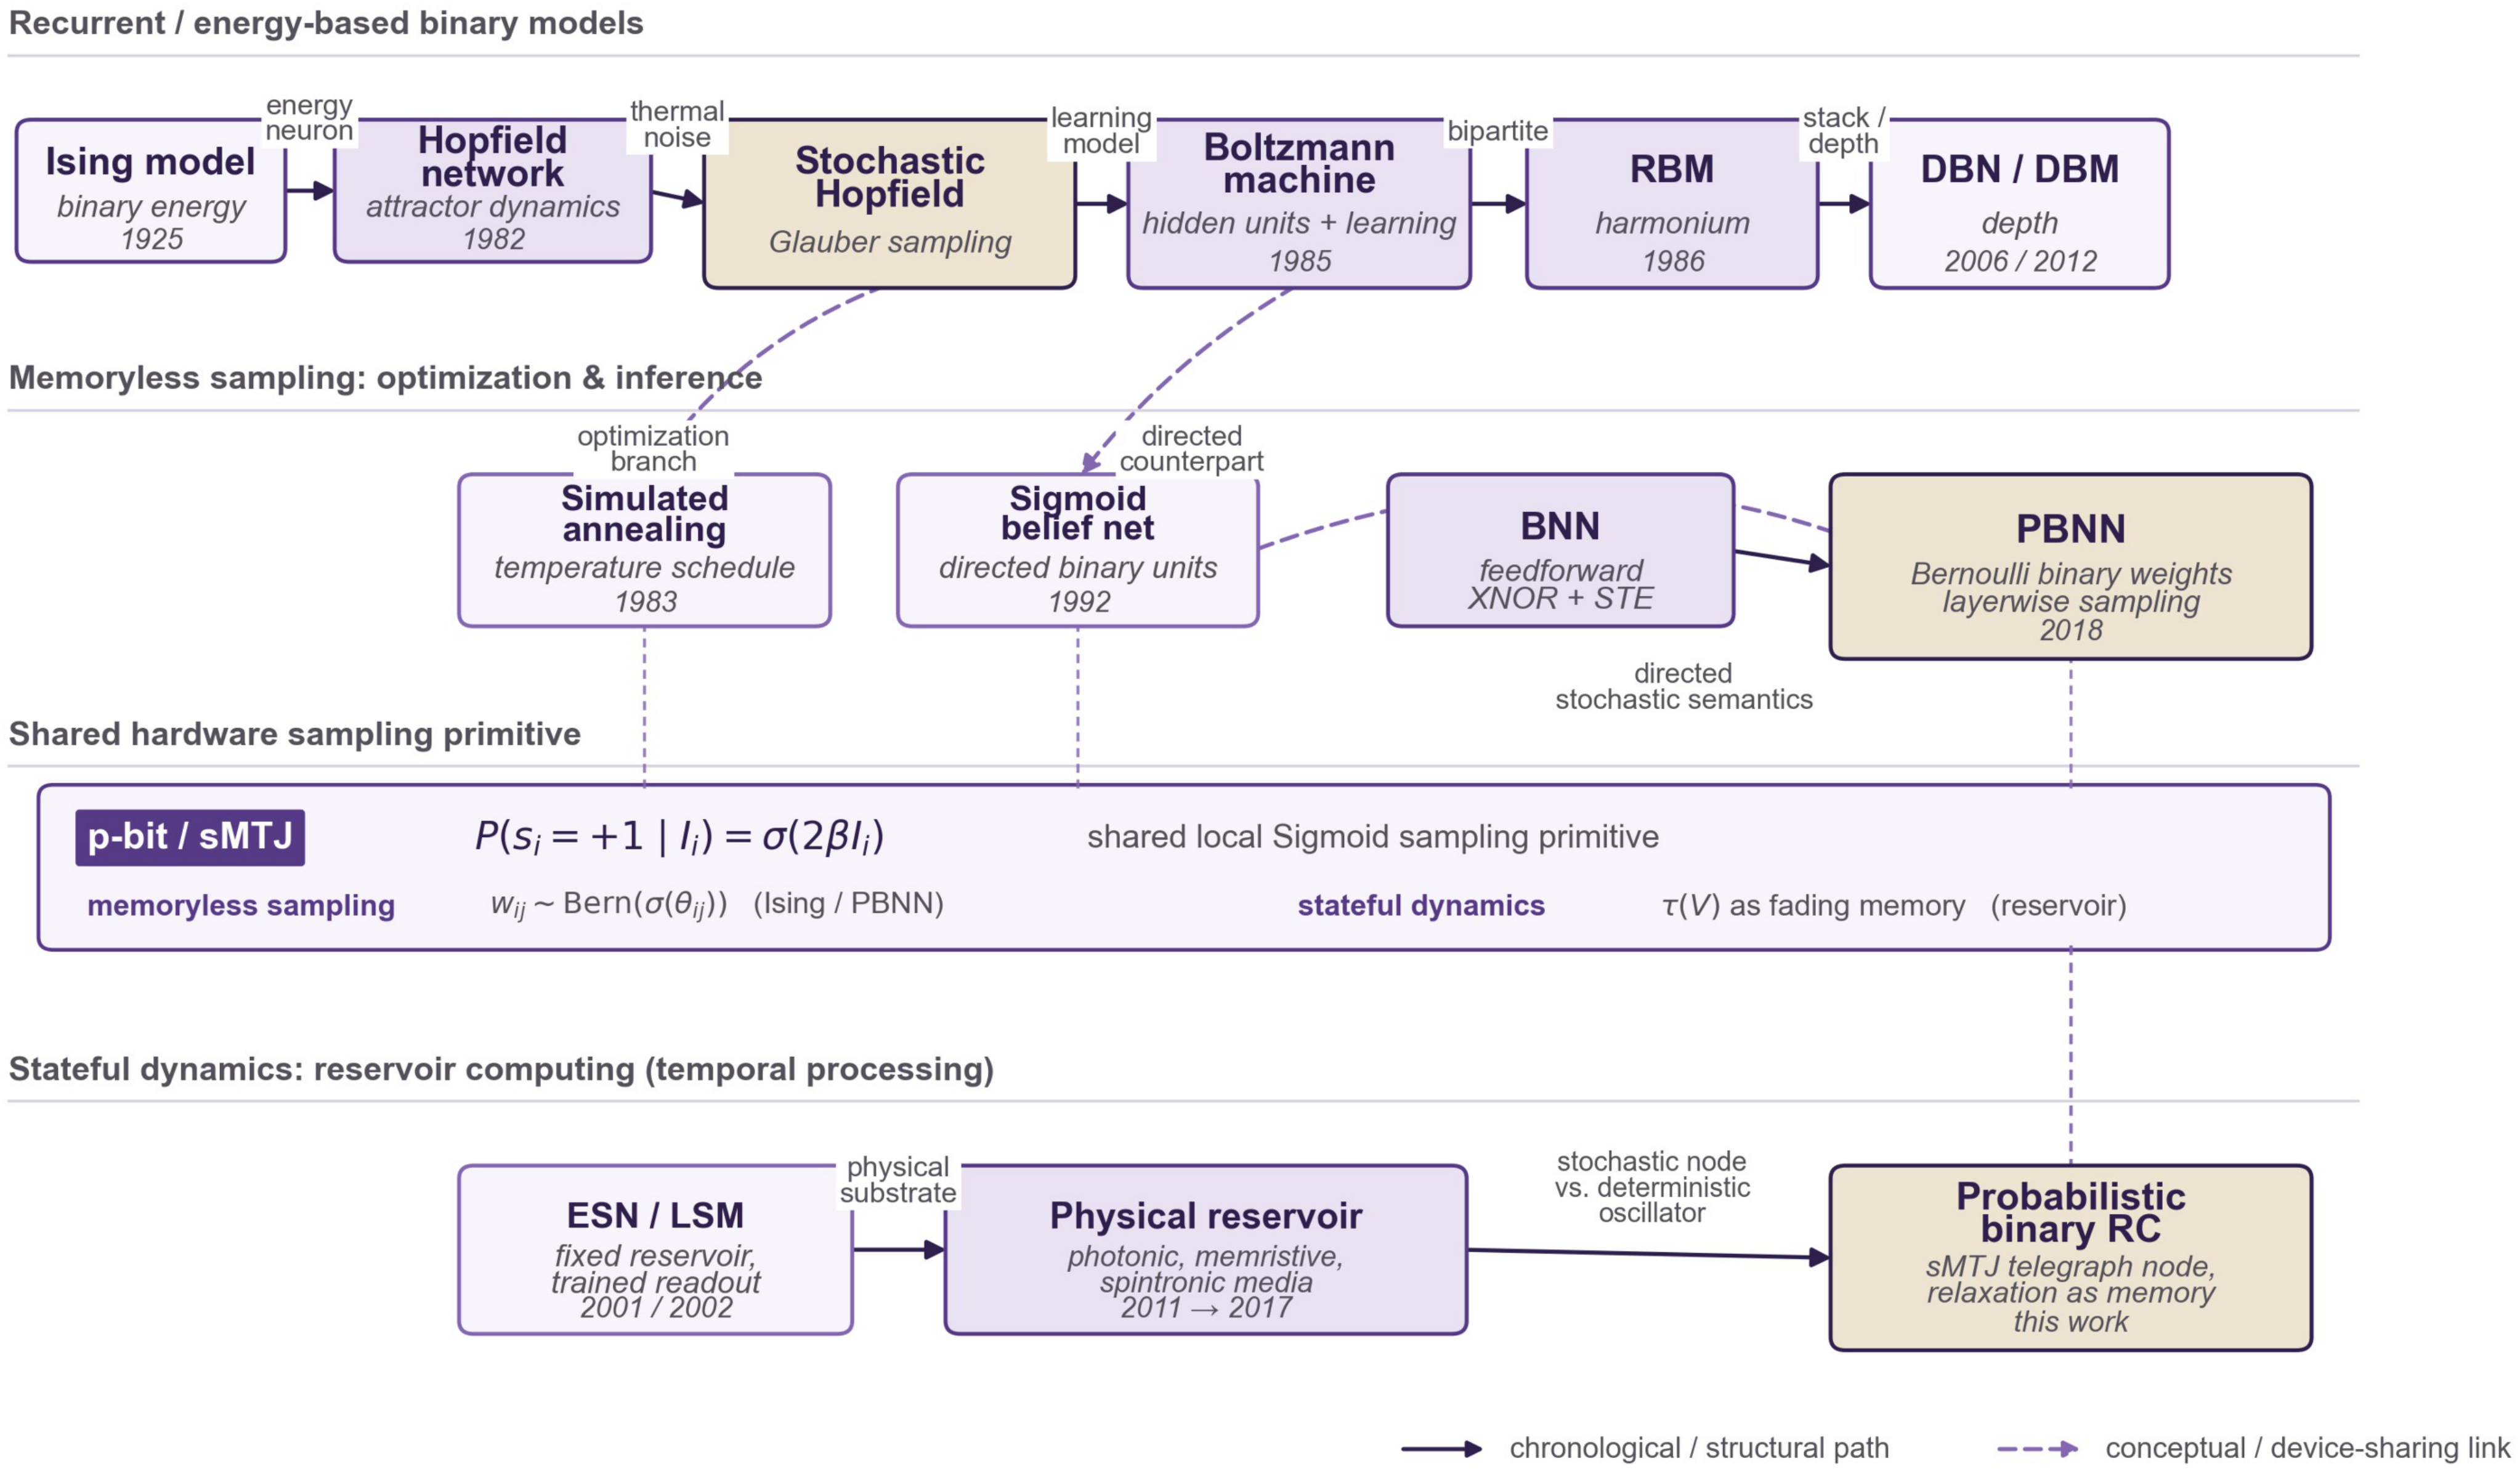 Recurrent / energy-based binary models
energy
neuron
thermal
noise
learning
model
bipartite
stack /
depth
Ising model
binary energy
1925
Hopfield
network
attractor dynamics
1982
Stochastic
Hopfield
Glauber sampling
Boltzmann
machine
hidden units + learning
1985
RBM
harmonium
1986
DBN / DBM
depth
2006 / 2012
Memoryless sampling: optimization & inference
optimization
branch
directed
counterpart
Simulated
annealing
temperature schedule
1983
Sigmoid
belief net
directed binary units
1992
BNN
feedforward
XNOR + STE
PBNN
Bernoulli binary weights
layerwise sampling
2018
directed
stochastic semantics
Shared hardware sampling primitive
p-bit / sMTJ
P(sᵢ = +1 | Iᵢ) = σ(2βIᵢ)
shared local Sigmoid sampling primitive
memoryless sampling
wᵢⱼ ~ Bern(σ(θᵢⱼ)) (Ising / PBNN)
stateful dynamics
τ(V) as fading memory (reservoir)
Stateful dynamics: reservoir computing (temporal processing)
physical
substrate
stochastic node
vs. deterministic
oscillator
ESN / LSM
fixed reservoir,
trained readout
2001 / 2002
Physical reservoir
photonic, memristive,
spintronic media
2011 → 2017
Probabilistic
binary RC
sMTJ telegraph node,
relaxation as memory
this work
chronological / structural path
conceptual / device-sharing link